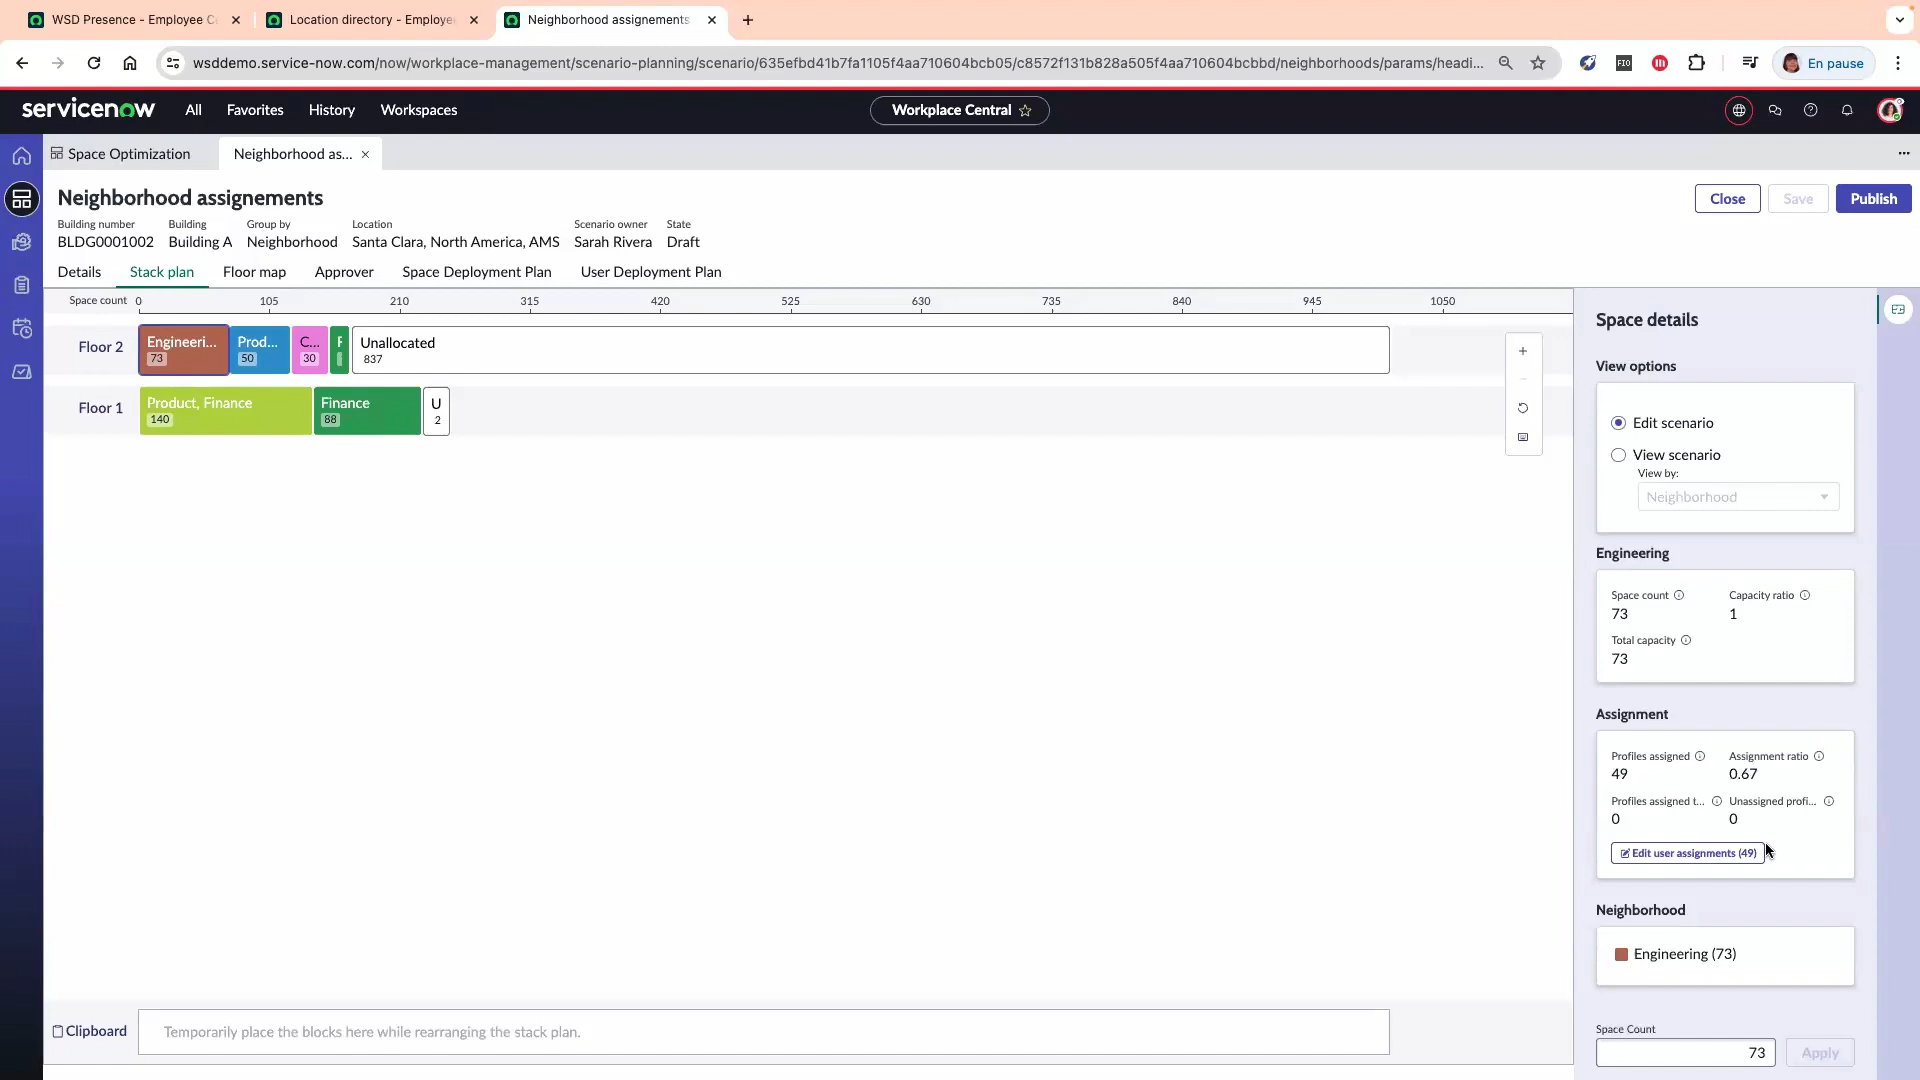 WSD Presence - Employee C
Location directory - Employe
Neighborhood assignements
wsddemo.service-now.com/now/workplace-management/scenario-planning/scenario/635efbd41b7fa1105f4aa710604bcb05/c8572f131b828a505f4aa710604bcbbd/neighborhoods/params/headi...
FIO
En pause
servicenow
All
Favorites
History
Workspaces
Workplace Central
Space Optimization
Neighborhood as...
Neighborhood assignements
Close
Save
Publish
Building number
Building
Group by
Location
Scenario owner
State
BLDG0001002
Building A
Neighborhood
Santa Clara, North America, AMS
Sarah Rivera
Draft
Details
Stack plan
Floor map
Approver
Space Deployment Plan
User Deployment Plan
Space count 0 105 210 315 420 525 630 735 840 945 1050
Floor 2
Engineeri...
73
Prod...
50
C...
30
F
Unallocated
837
Floor 1
Product, Finance
140
Finance
88
U
2
Clipboard
Temporarily place the blocks here while rearranging the stack plan.
Space details
View options
Edit scenario
View scenario
View by:
Neighborhood
Engineering
Space count
Capacity ratio
73
1
Total capacity
73
Assignment
Profiles assigned
Assignment ratio
49
0.67
Profiles assigned t...
Unassigned profi...
0
0
Edit user assignments (49)
Neighborhood
Engineering (73)
Space Count
73
Apply